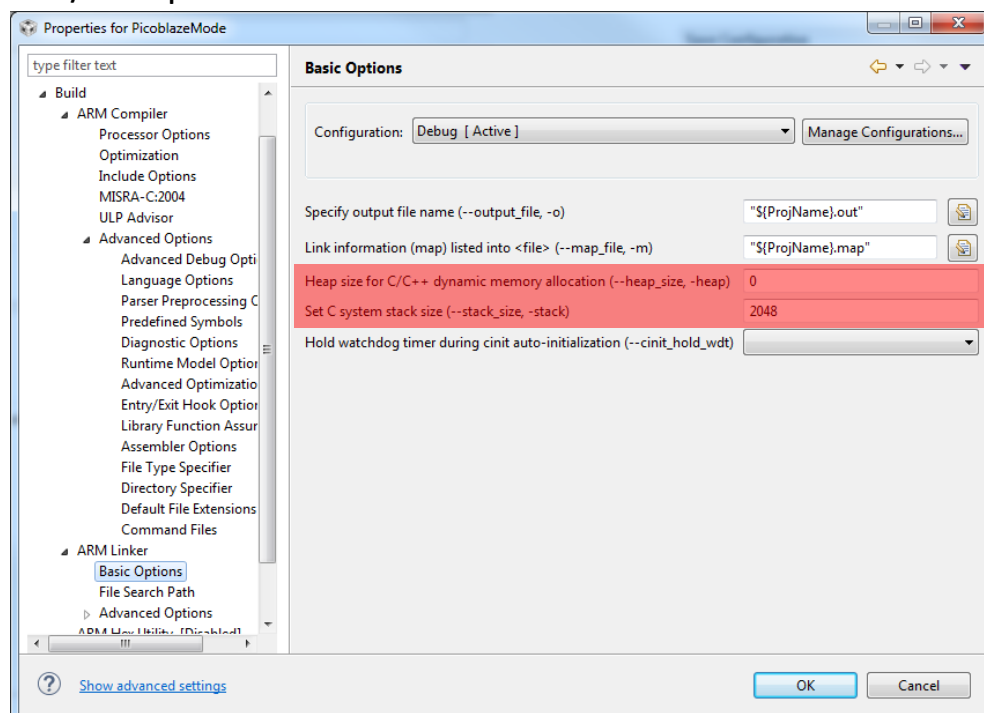 Properties for PicoblazeMode
type filter text
Build
ARM Compiler
Processor Options
Optimization
Include Options
MISRA-C:2004
ULP Advisor
Advanced Options
Advanced Debug Opti
Language Options
Parser Preprocessing C
Predefined Symbols
Diagnostic Options
Runtime Model Option
Advanced Optimizatio
Entry/Exit Hook Option
Library Function Assur
Assembler Options
File Type Specifier
Directory Specifier
Default File Extensions
Command Files
ARM Linker
Basic Options
File Search Path
Advanced Options
ARM Hex Utility [Disabled]
Basic Options
Configuration: Debug [ Active ] Manage Configurations...
Specify output file name (--output_file, -o) "${ProjName}.out"
Link information (map) listed into <file> (--map_file, -m) "${ProjName}.map"
Heap size for C/C++ dynamic memory allocation (--heap_size, -heap) 0
Set C system stack size (--stack_size, -stack) 2048
Hold watchdog timer during cinit auto-initialization (--cinit_hold_wdt)
? Show advanced settings
OK Cancel